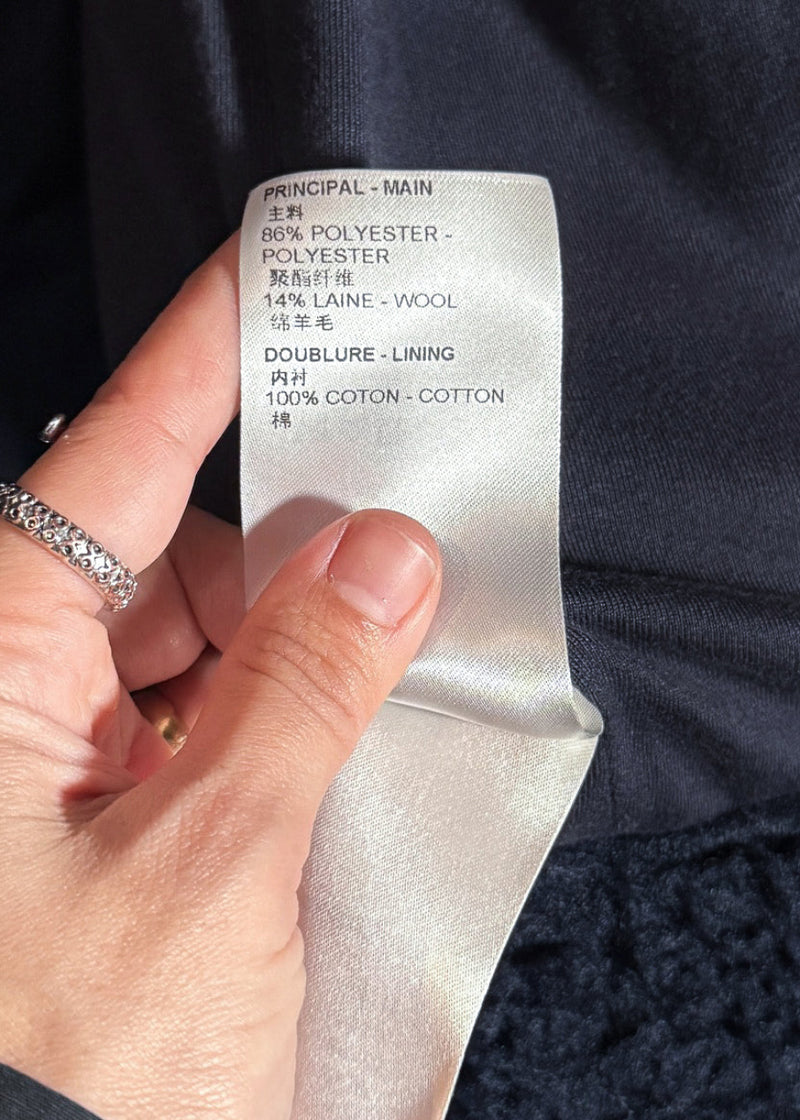 PRINCIPAL - MAIN
主料
86% POLYESTER -
POLYESTER
聚酯纤维
14% LAINE - WOOL
绵羊毛
DOUBLURE - LINING
内衬
100% COTON - COTTON
棉